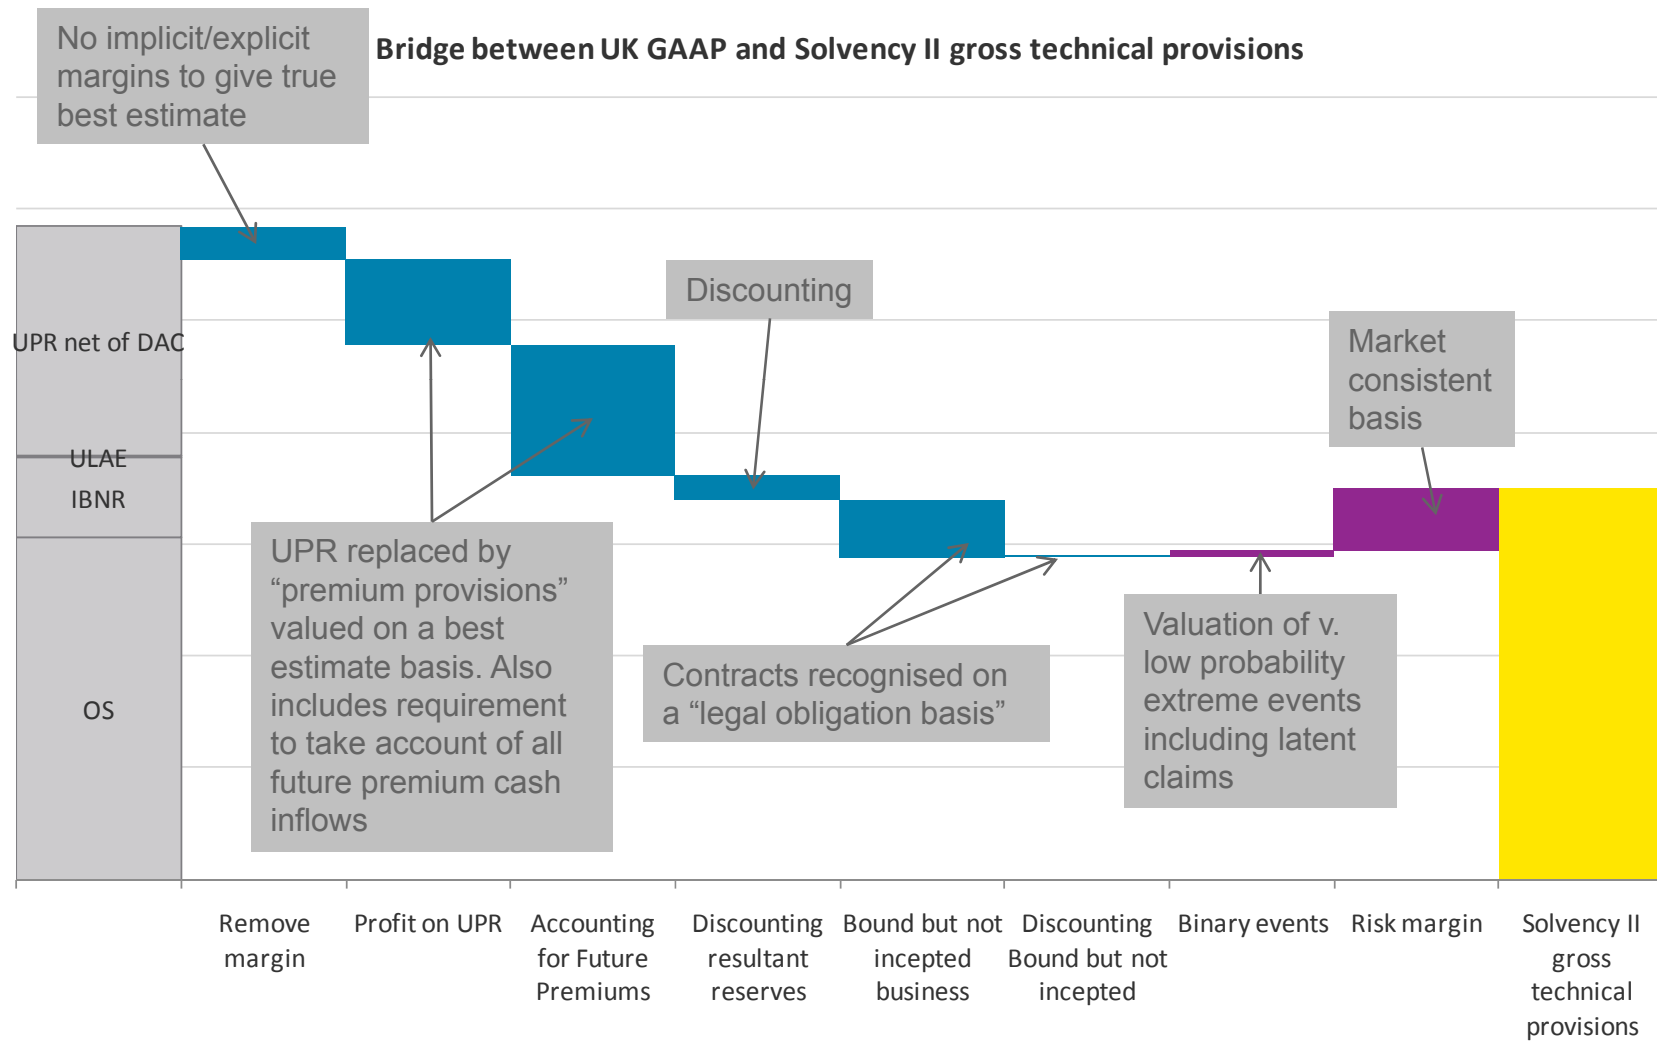 Bridge between UK GAAP and Solvency II gross technical provisions
No implicit/explicit
margins to give true
best estimate
Discounting
Market
consistent
basis
UPR net of DAC
ULAE
IBNR
OS
UPR replaced by
“premium provisions”
valued on a best
estimate basis. Also
includes requirement
to take account of all
future premium cash
inflows
Contracts recognised on
a “legal obligation basis”
Valuation of v.
low probability
extreme events
including latent
claims
Remove
margin
Profit on UPR
Accounting
for Future
Premiums
Discounting
resultant
reserves
Bound but not
incepted
business
Discounting
Bound but not
incepted
Binary events
Risk margin
Solvency II
gross
technical
provisions